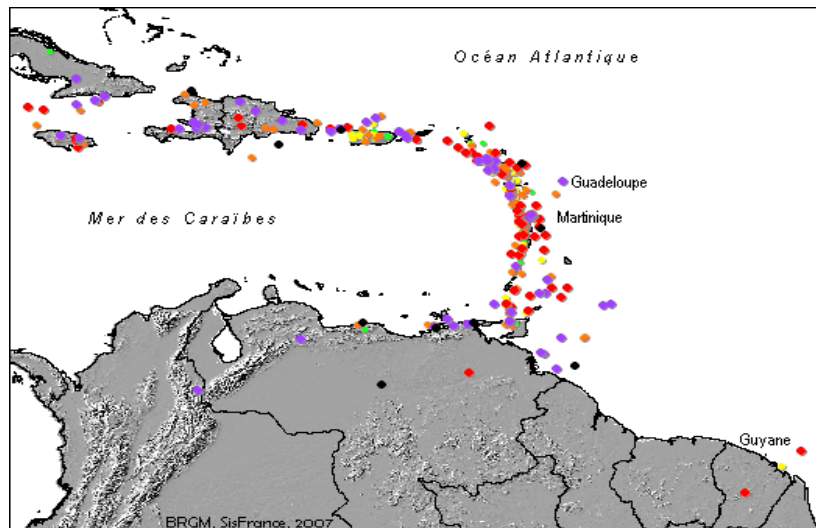 Océan Atlantique
Guadeloupe
Mer des Caraïbes
Martinique
Guyane
BRGM, SisFrance, 2007